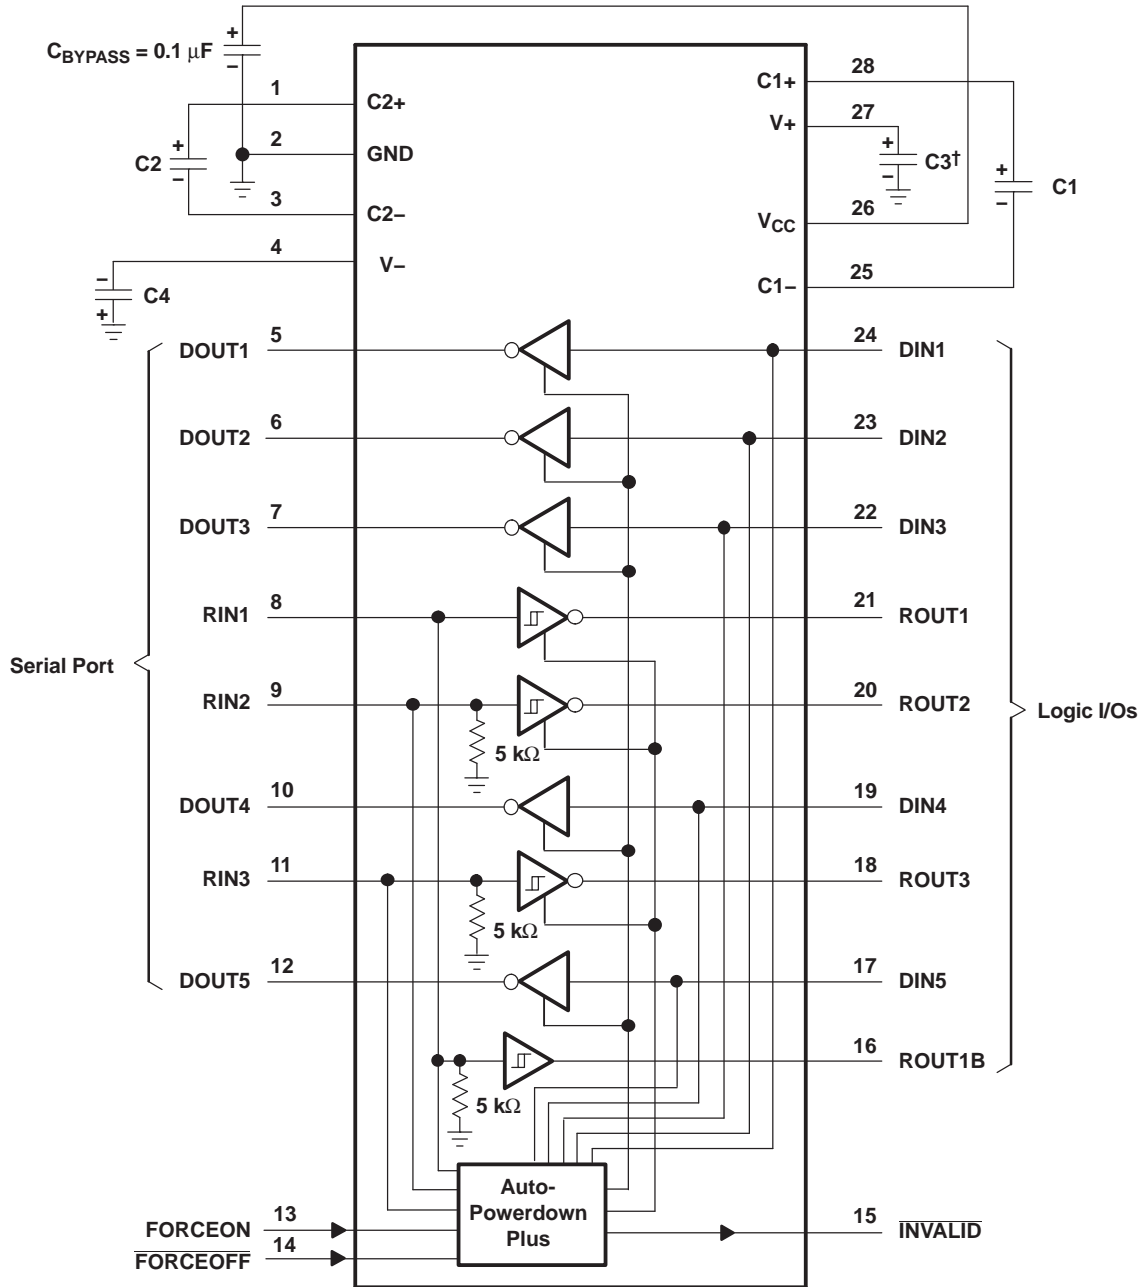 C_BYPASS = 0.1 μF
+
–
1
C2+
28
C1+
27
V+
2
GND
+
–
C2
+
–
C3†
+
–
C1
3
C2–
26
V_CC
4
V–
25
C1–
–
+
C4
DOUT1 5 24 DIN1
DOUT2 6 23 DIN2
DOUT3 7 22 DIN3
RIN1 8 21 ROUT1
Serial Port
RIN2 9 20 ROUT2
Logic I/Os
5 kΩ
DOUT4 10 19 DIN4
RIN3 11 18 ROUT3
5 kΩ
DOUT5 12 17 DIN5
16 ROUT1B
5 kΩ
Auto-
Powerdown
Plus
FORCEON 13
15 INVALID
FORCEOFF 14